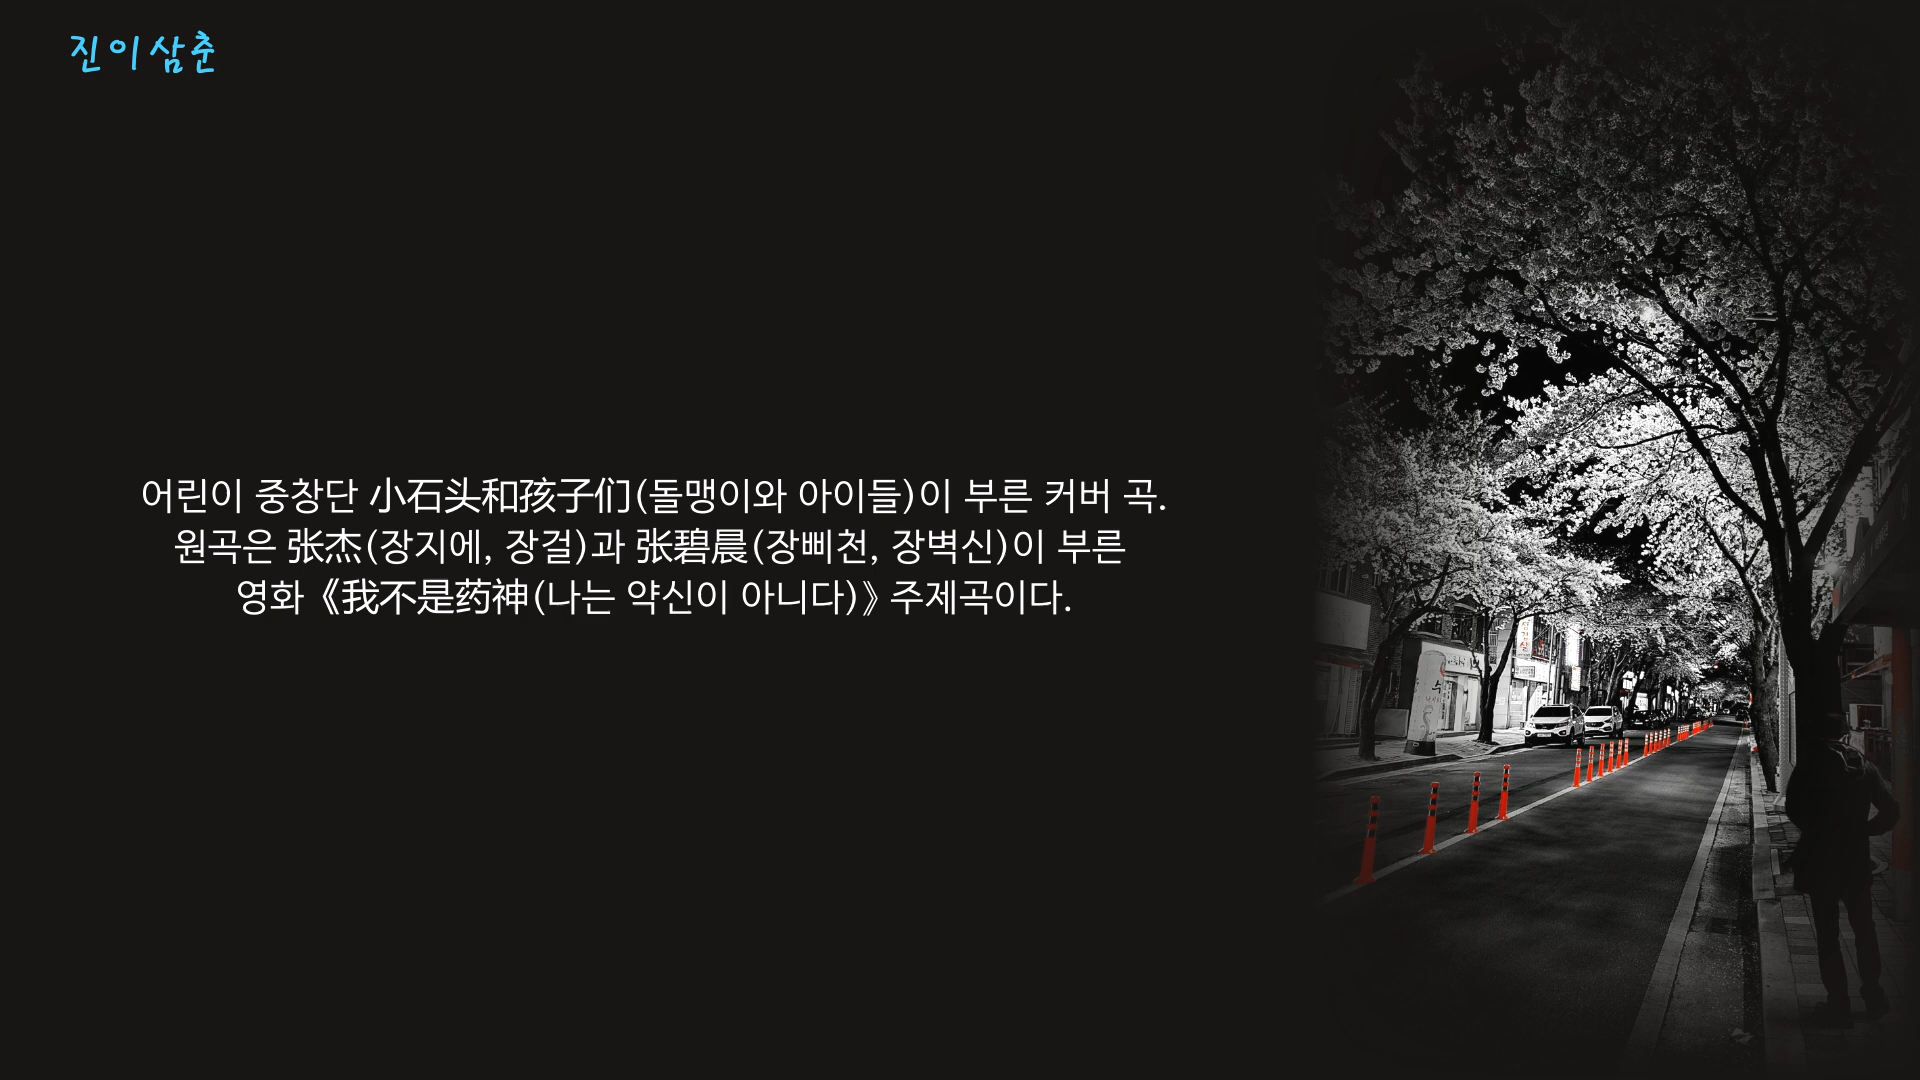 진이삼춘
어린이 중창단 小石头和孩子们(돌맹이와 아이들)이 부른 커버 곡.
원곡은 张杰(장지에, 장걸)과 张碧晨(장삐천, 장벽신)이 부른
영화《我不是药神(나는 약신이 아니다)》주제곡이다.